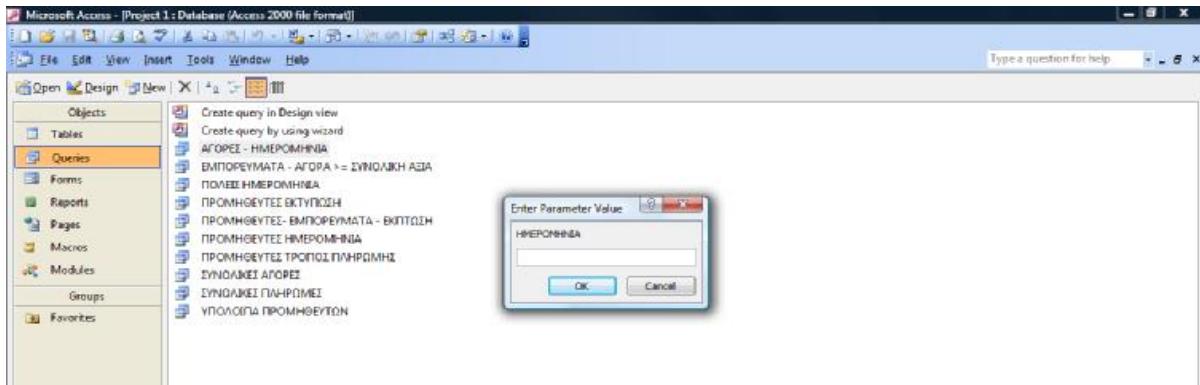 Microsoft Access - [Project 1 : Database (Access 2000 file format)]
File Edit View Insert Tools Window Help
Type a question for help
Open Design New
Objects
Tables
Queries
Forms
Reports
Pages
Macros
Modules
Groups
Favorites
Create query in Design view
Create query by using wizard
ΑΓΟΡΕΣ - ΗΜΕΡΟΜΗΝΙΑ
ΕΜΠΟΡΕΥΜΑΤΑ - ΑΓΟΡΑ >= ΣΥΝΟΛΙΚΗ ΑΞΙΑ
ΠΟΛΕΙΣ ΗΜΕΡΟΜΗΝΙΑ
ΠΡΟΜΗΘΕΥΤΕΣ ΕΚΤΥΠΩΣΗ
ΠΡΟΜΗΘΕΥΤΕΣ- ΕΜΠΟΡΕΥΜΑΤΑ - ΕΚΠΤΩΣΗ
ΠΡΟΜΗΘΕΥΤΕΣ ΗΜΕΡΟΜΗΝΙΑ
ΠΡΟΜΗΘΕΥΤΕΣ ΤΡΟΠΟΣ ΠΛΗΡΩΜΗΣ
ΣΥΝΟΛΙΚΕΣ ΑΓΟΡΕΣ
ΣΥΝΟΛΙΚΕΣ ΠΛΗΡΩΜΕΣ
ΥΠΟΛΟΙΠΑ ΠΡΟΜΗΘΕΥΤΩΝ
Enter Parameter Value
ΗΜΕΡΟΜΗΝΙΑ
OK Cancel